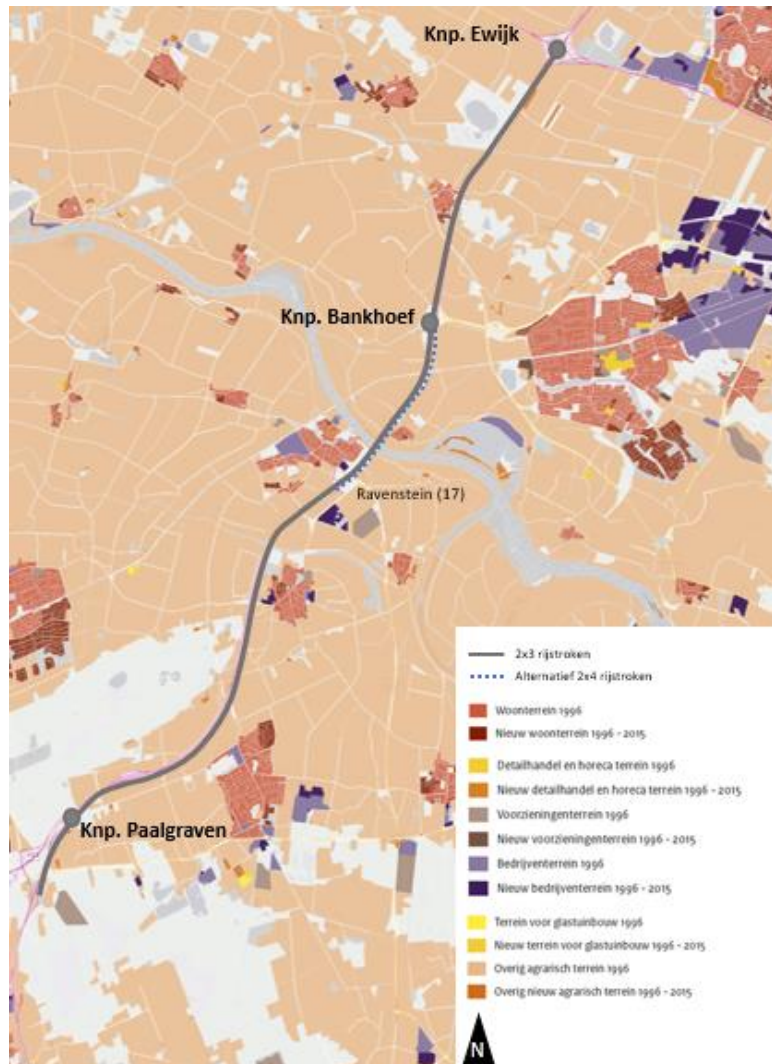 Knp. Ewijk
Knp. Bankhoef
Ravenstein (17)
Knp. Paalgraven
2x3 rijstroken
Alternatief 2x4 rijstroken
Woonterrein 1996
Nieuw woonterrein 1996 - 2015
Detailhandel en horeca terrein 1996
Nieuw detailhandel en horeca terrein 1996 - 2015
Voorzieningenterrein 1996
Nieuw voorzieningenterrein 1996 - 2015
Bedrijventerrein 1996
Nieuw bedrijventerrein 1996 - 2015
Terrein voor glastuinbouw 1996
Nieuw terrein voor glastuinbouw 1996 - 2015
Overig agrarisch terrein 1996
Overig nieuw agrarisch terrein 1996 - 2015
N